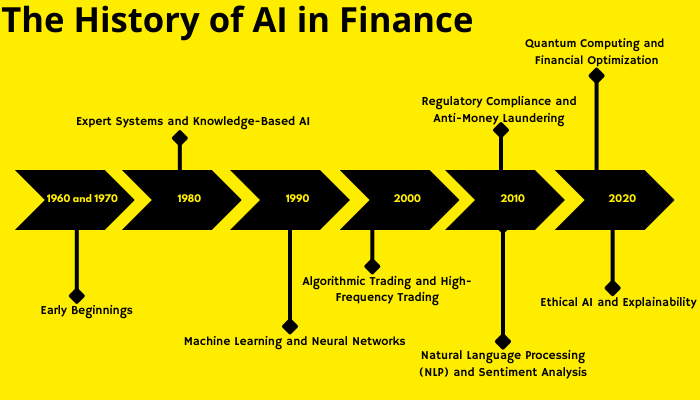 The History of AI in Finance
Quantum Computing and
Financial Optimization
Regulatory Compliance and
Anti-Money Laundering
Expert Systems and Knowledge-Based AI
1960 and 1970
1980
1990
2000
2010
2020
Early Beginnings
Machine Learning and Neural Networks
Algorithmic Trading and High-
Frequency Trading
Natural Language Processing
(NLP) and Sentiment Analysis
Ethical AI and Explainability